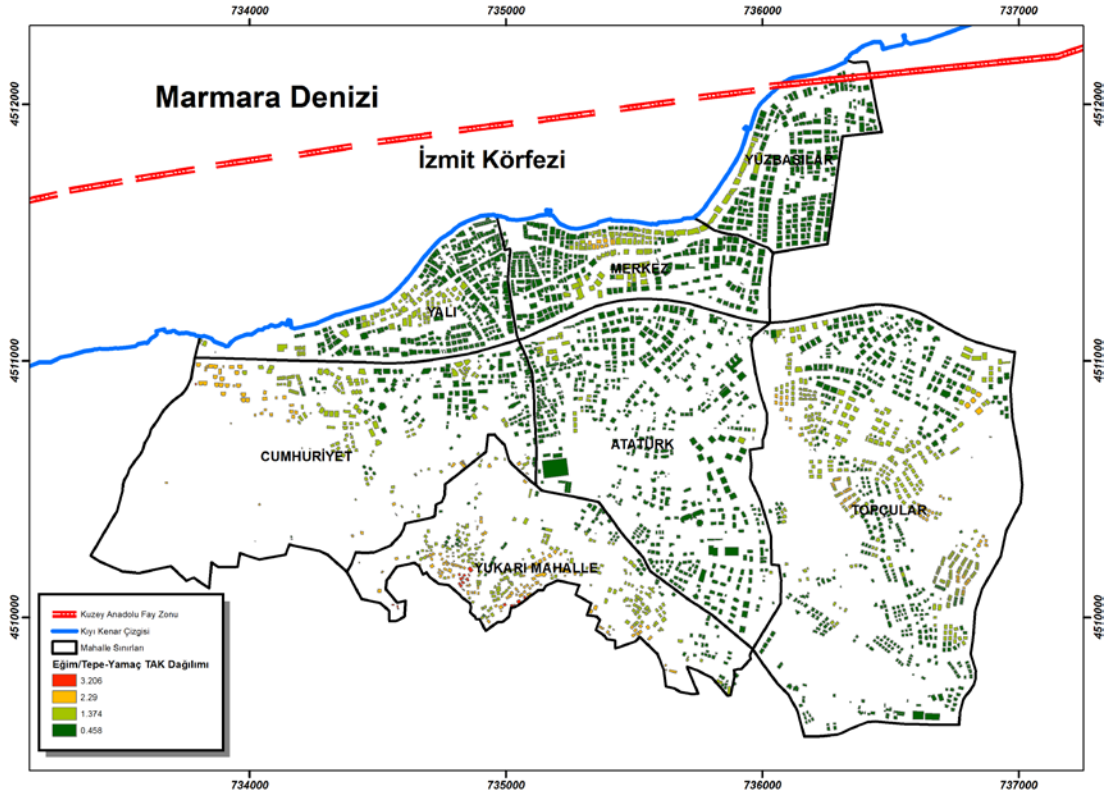 734000 735000 736000 737000
4512000 4512000
Marmara Denizi
İzmit Körfezi
YÜZBAŞILAR
MERKEZ
YALI
4511000 4511000
ATATÜRK
CUMHURİYET
TOPÇULAR
YUKARI MAHALLE
4510000 4510000
Kuzey Anadolu Fay Zonu
Kıyı Kenar Çizgisi
Mahalle Sınırları
Eğim/Tepe-Yamaç TAK Dağılımı
3.206
2.29
1.374
0.458
734000 735000 736000 737000